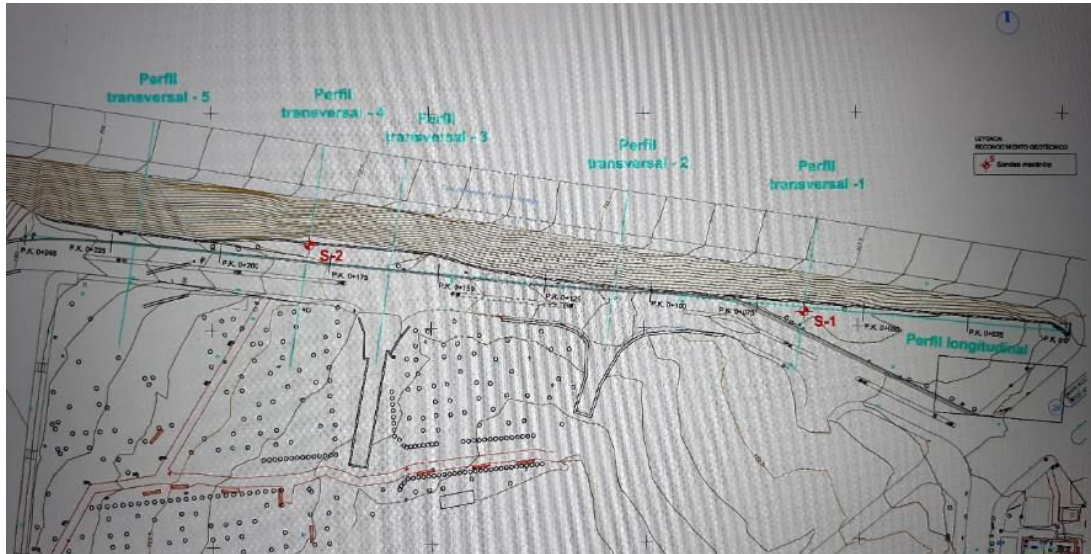 Perfil
transversal - 5
Perfil
transversal - 4
Perfil
transversal - 3
Perfil
transversal - 2
Perfil
transversal -1
LEYENDA:
RECONOCIMIENTO GEOTÉCNICO
Sondeo mecánico
S-2
S-1
P.K. 0+245
P.K. 0+225
P.K. 0+200
P.K. 0+175
P.K. 0+150
P.K. 0+125
P.K. 0+100
P.K. 0+075
P.K. 0+050
P.K. 0+025
Perfil longitudinal